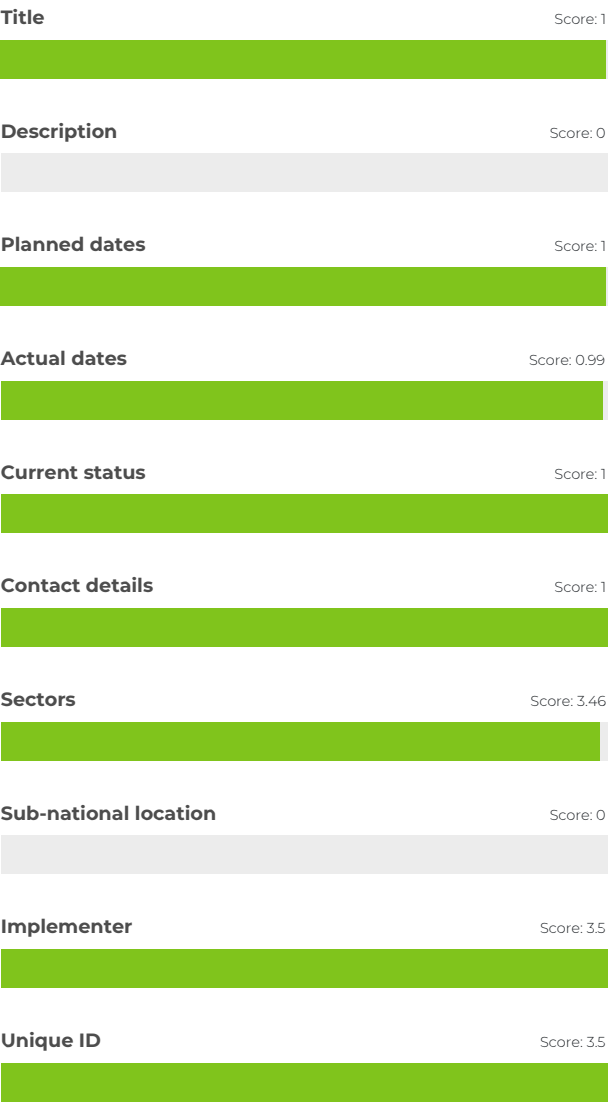 Title Score: 1
Description Score: 0
Planned dates Score: 1
Actual dates Score: 0.99
Current status Score: 1
Contact details Score: 1
Sectors Score: 3.46
Sub-national location Score: 0
Implementer Score: 3.5
Unique ID Score: 3.5